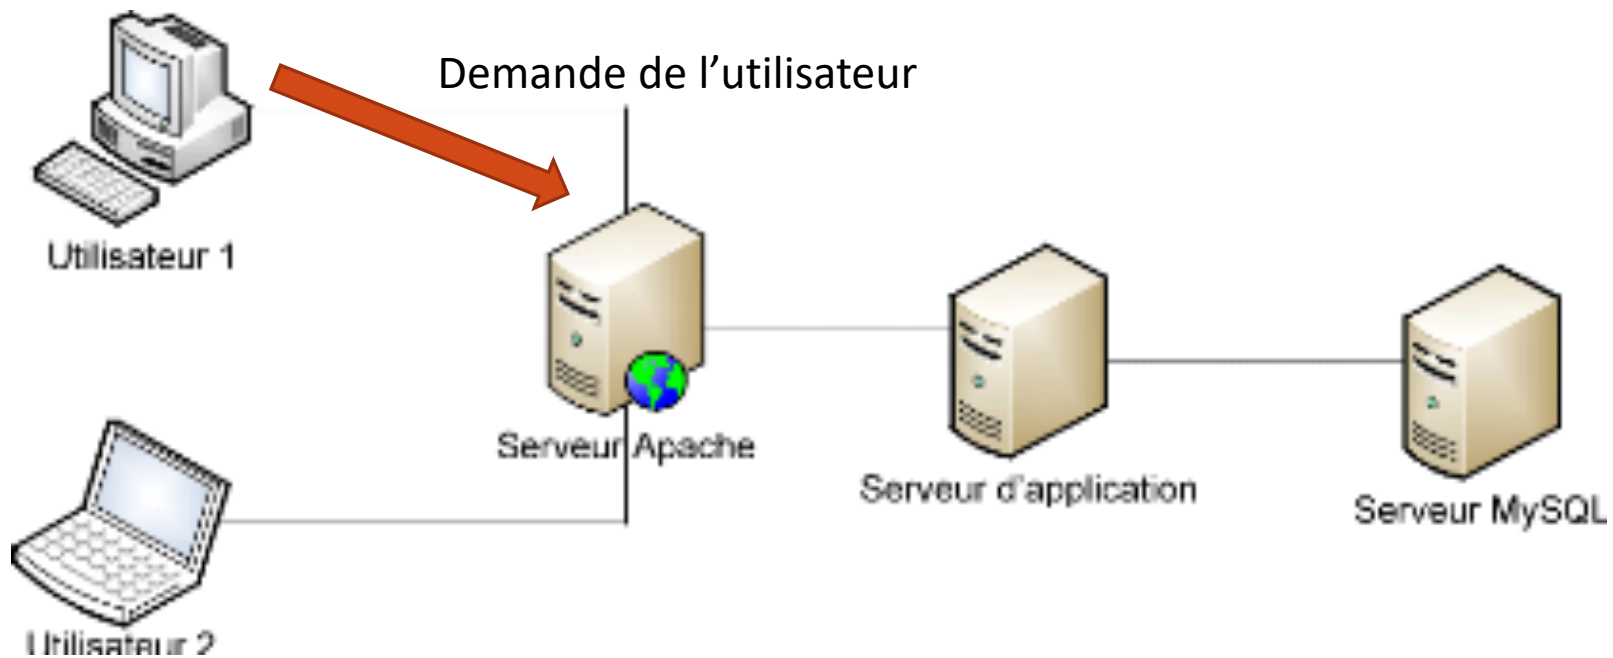 Demande de l’utilisateur
Utilisateur 1
Serveur Apache
Serveur d'application
Serveur MySQL
Utilisateur 2